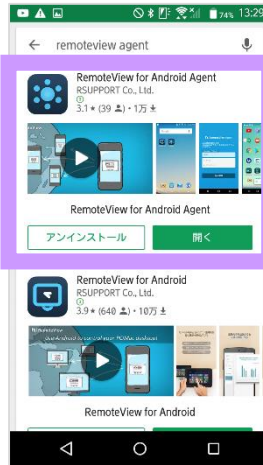 74% 13:29
remoteview agent
RemoteView for Android Agent
RSUPPORT Co., Ltd.
3.1★ (39 ) • 1万
RemoteView for Android Agent
アンインストール
開く
RemoteView for Android
RSUPPORT Co., Ltd.
3.9★ (640 ) • 10万
RemoteView for Android